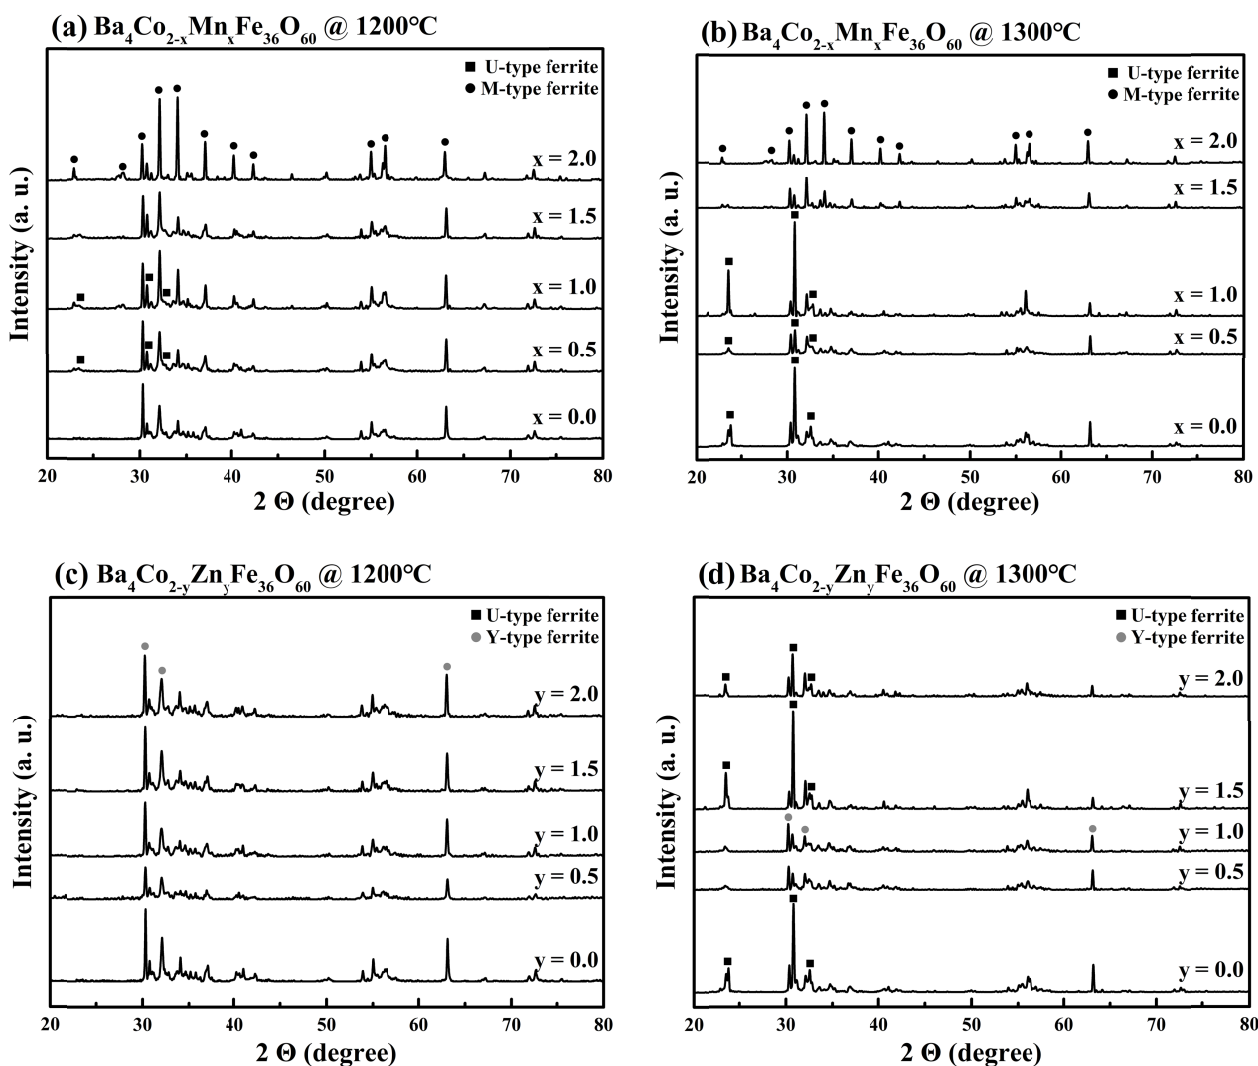 (a) Ba4Co2-xMnxFe36O60 @ 1200°C
■ U-type ferrite
● M-type ferrite
x = 2.0
x = 1.5
x = 1.0
x = 0.5
x = 0.0
Intensity (a. u.)
20 30 40 50 60 70 80
2 Θ (degree)
(b) Ba4Co2-xMnxFe36O60 @ 1300°C
■ U-type ferrite
● M-type ferrite
x = 2.0
x = 1.5
x = 1.0
x = 0.5
x = 0.0
Intensity (a. u.)
20 30 40 50 60 70 80
2 Θ (degree)
(c) Ba4Co2-yZnyFe36O60 @ 1200°C
■ U-type ferrite
● Y-type ferrite
y = 2.0
y = 1.5
y = 1.0
y = 0.5
y = 0.0
Intensity (a. u.)
20 30 40 50 60 70 80
2 Θ (degree)
(d) Ba4Co2-yZnyFe36O60 @ 1300°C
■ U-type ferrite
● Y-type ferrite
y = 2.0
y = 1.5
y = 1.0
y = 0.5
y = 0.0
Intensity (a. u.)
20 30 40 50 60 70 80
2 Θ (degree)